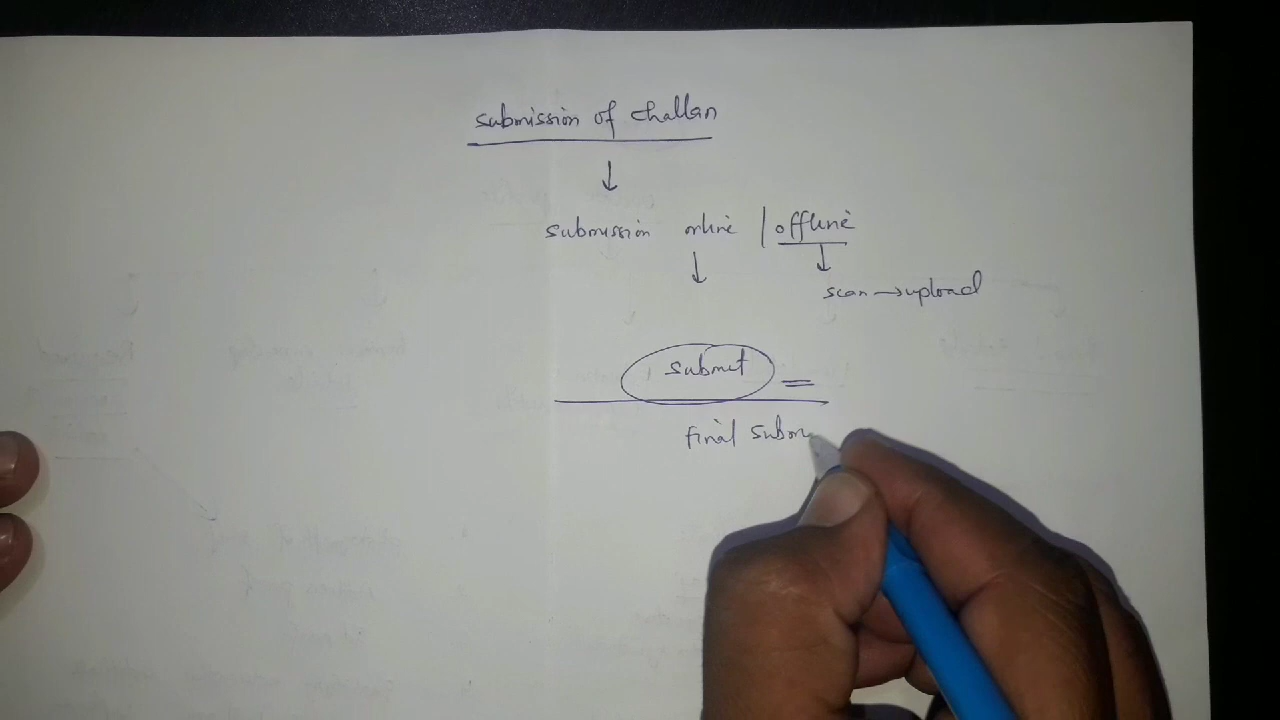 submission of challan
↓
submission online / offline
↓ ↓
scan → upload
submit =
final subm